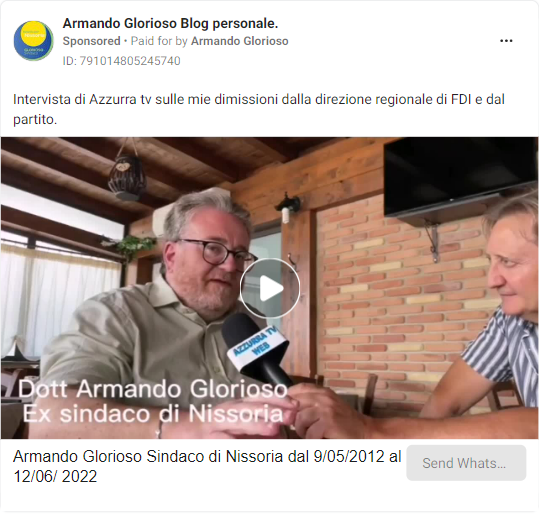 Armando Glorioso Blog personale.
Sponsored • Paid for by Armando Glorioso
ID: 791014805245740
Intervista di Azzurra tv sulle mie dimissioni dalla direzione regionale di FDI e dal
partito.
AZZURRA TV
WEB
Dott Armando Glorioso
Ex sindaco di Nissoria
Armando Glorioso Sindaco di Nissoria dal 9/05/2012 al
12/06/ 2022
Send Whats...